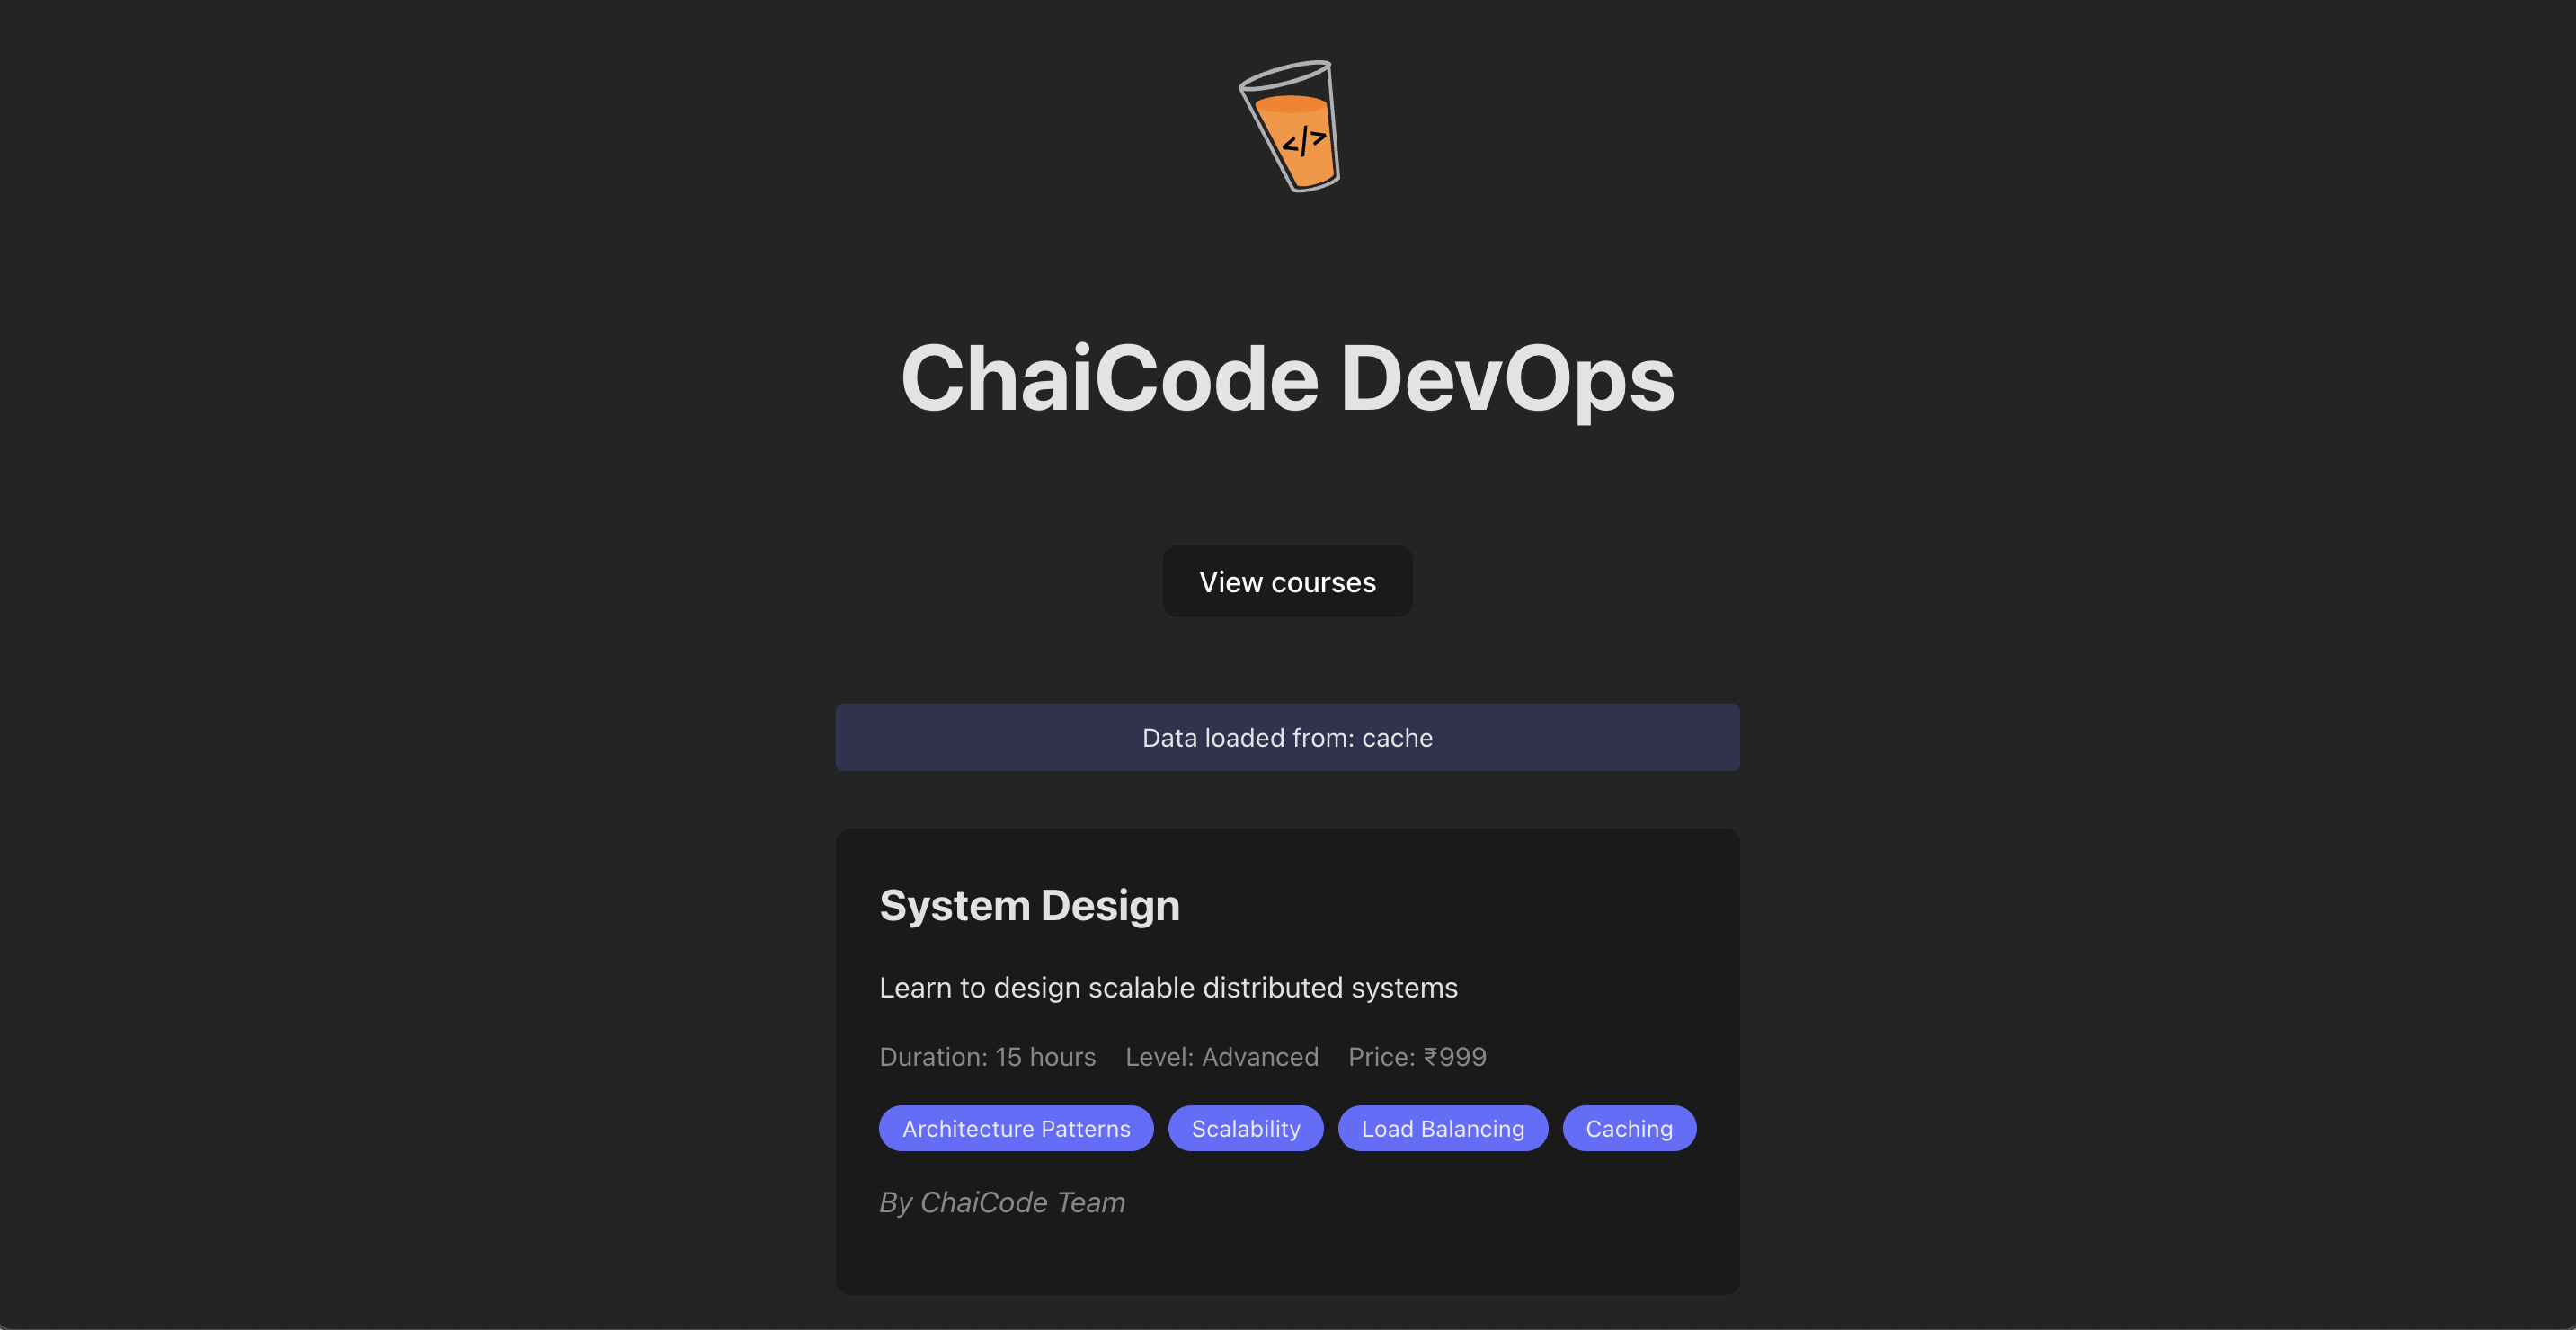 </>
ChaiCode DevOps
View courses
Data loaded from: cache
System Design
Learn to design scalable distributed systems
Duration: 15 hours Level: Advanced Price: ₹999
Architecture Patterns Scalability Load Balancing Caching
By ChaiCode Team